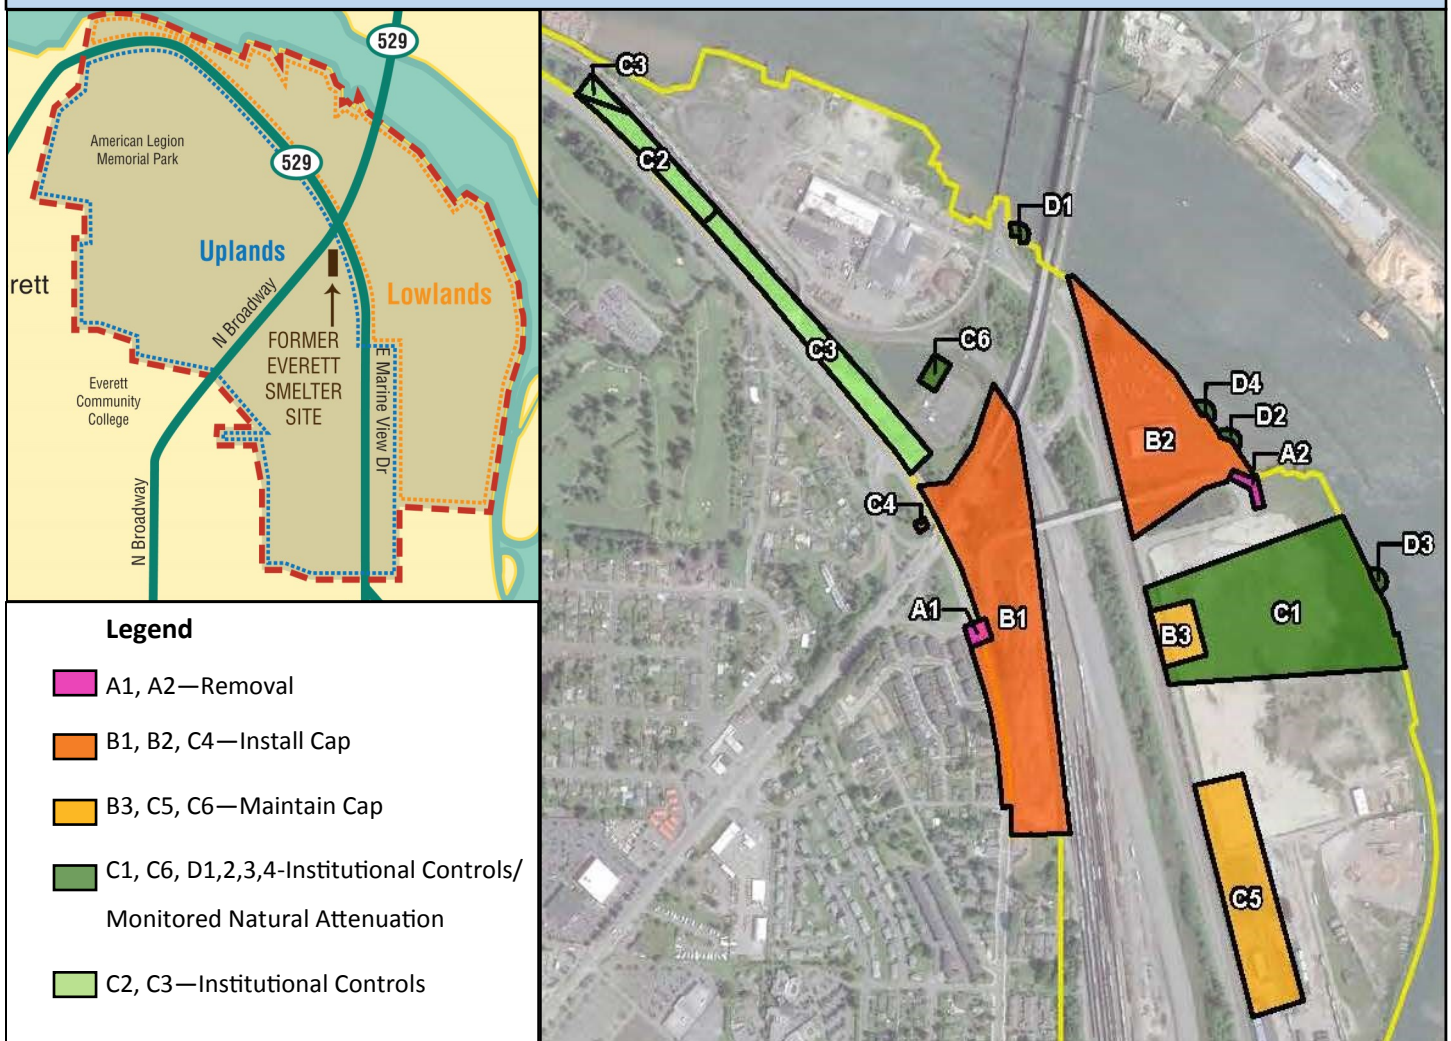 529
American Legion
Memorial Park
529
Uplands
rett
Lowlands
N Broadway
FORMER
EVERETT
SMELTER
SITE
E Marine View Dr
Everett
Community
College
N Broadway
Legend
A1, A2—Removal
B1, B2, C4—Install Cap
B3, C5, C6—Maintain Cap
C1, C6, D1,2,3,4-Institutional Controls/
Monitored Natural Attenuation
C2, C3—Institutional Controls
C3
C2
D1
C3
C6
D4
D2
B2
A2
C4
D3
A1
B1
B3
C1
C5